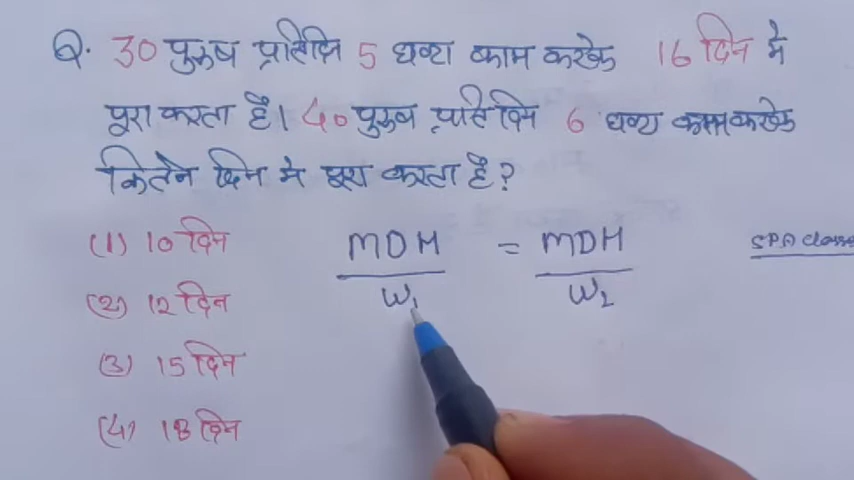 Q. 30 पुरुष प्रतिदिन 5 घण्टा काम करके 16 दिन मे
पूरा करता है। 40 पुरुष प्रतिदिन 6 घण्टा काम करके
कितने दिन मे पूरा करता है?
(1) 10 दिन
(2) 12 दिन
(3) 15 दिन
(4) 18 दिन
MDH = MDH
W₁ W₂
SPA Classe